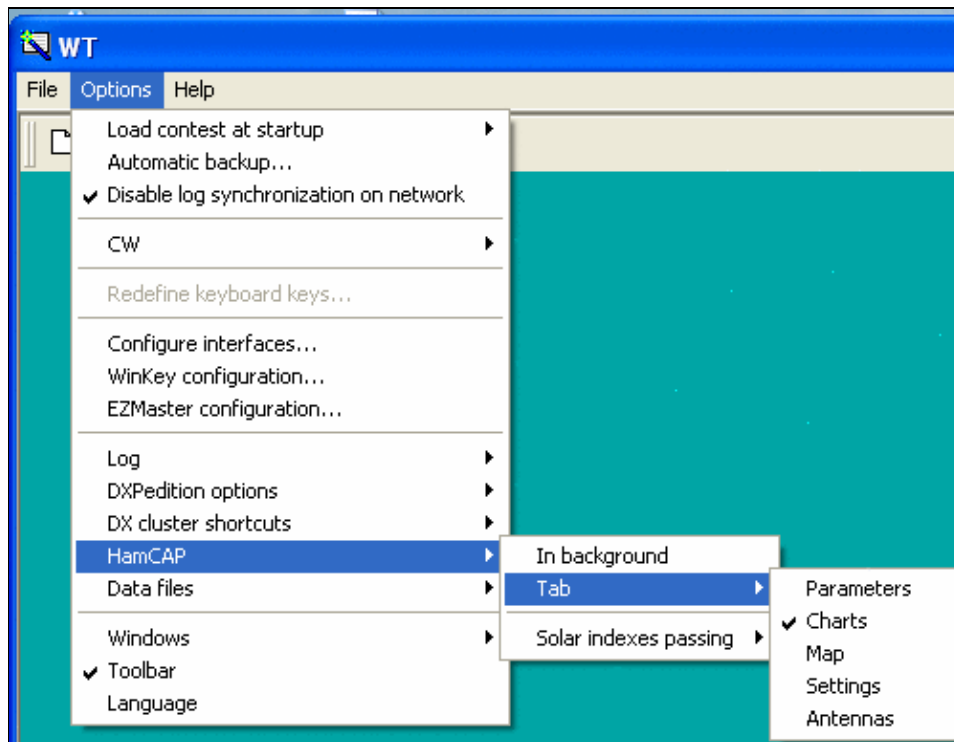 WT
File Options Help
Load contest at startup
Automatic backup...
Disable log synchronization on network
CW
Redefine keyboard keys...
Configure interfaces...
WinKey configuration...
EZMaster configuration...
Log
DXPedition options
DX cluster shortcuts
HamCAP
Data files
Windows
Toolbar
Language
In background
Tab
Solar indexes passing
Parameters
Charts
Map
Settings
Antennas